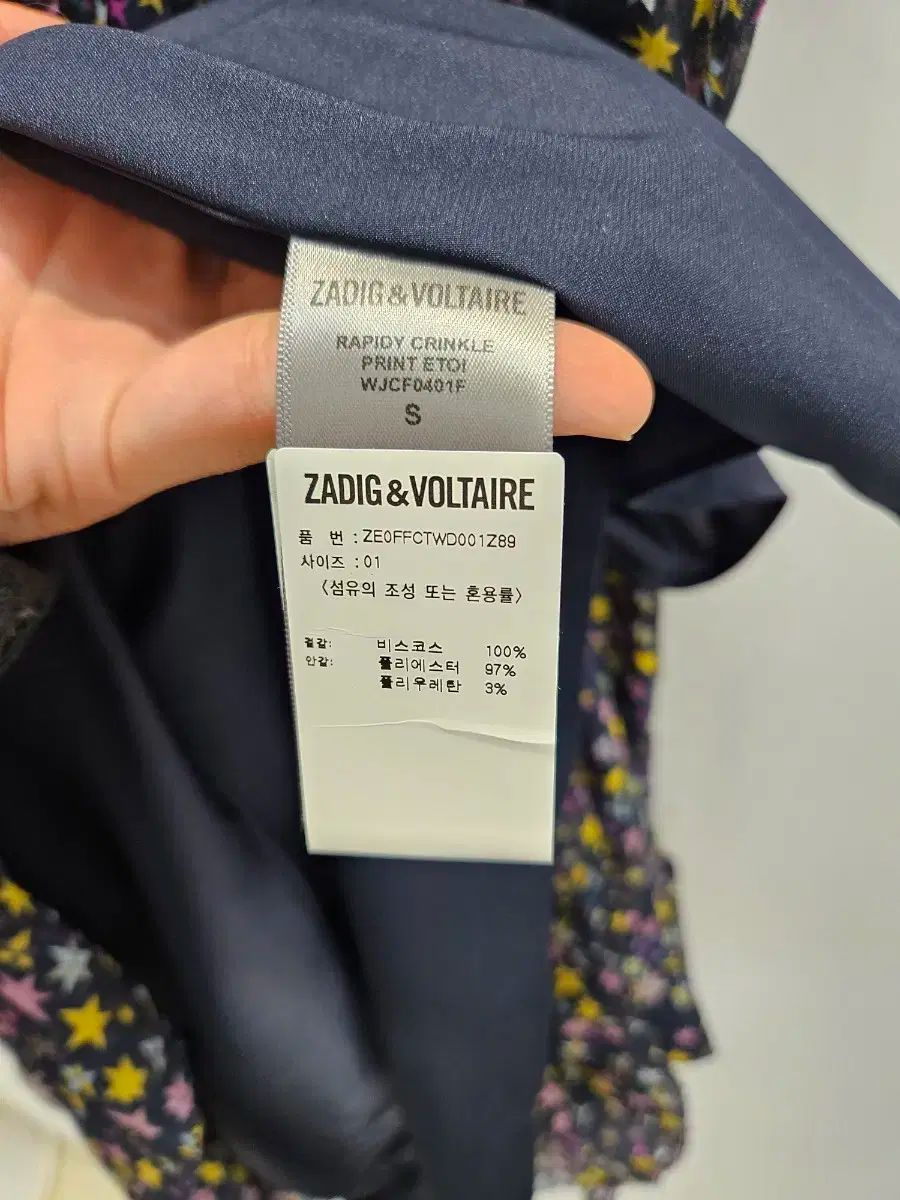 ZADIG&VOLTAIRE
RAPIDY CRINKLE
PRINT ETOI
WJCF0401F
S
ZADIG&VOLTAIRE
품 번 : ZE0FFCTWD001Z89
사이즈 : 01
〈섬유의 조성 또는 혼용률〉
겉감: 비스코스 100%
안감: 폴리에스터 97%
폴리우레탄 3%